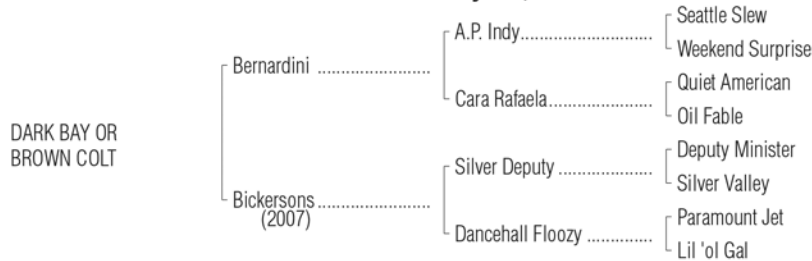 DARK BAY OR
BROWN COLT
Bernardini ........................
A.P. Indy............................
Seattle Slew
Weekend Surprise
Cara Rafaela......................
Quiet American
Oil Fable
Bickersons........................
(2007)
Silver Deputy ....................
Deputy Minister
Silver Valley
Dancehall Floozy ..............
Paramount Jet
Lil 'ol Gal